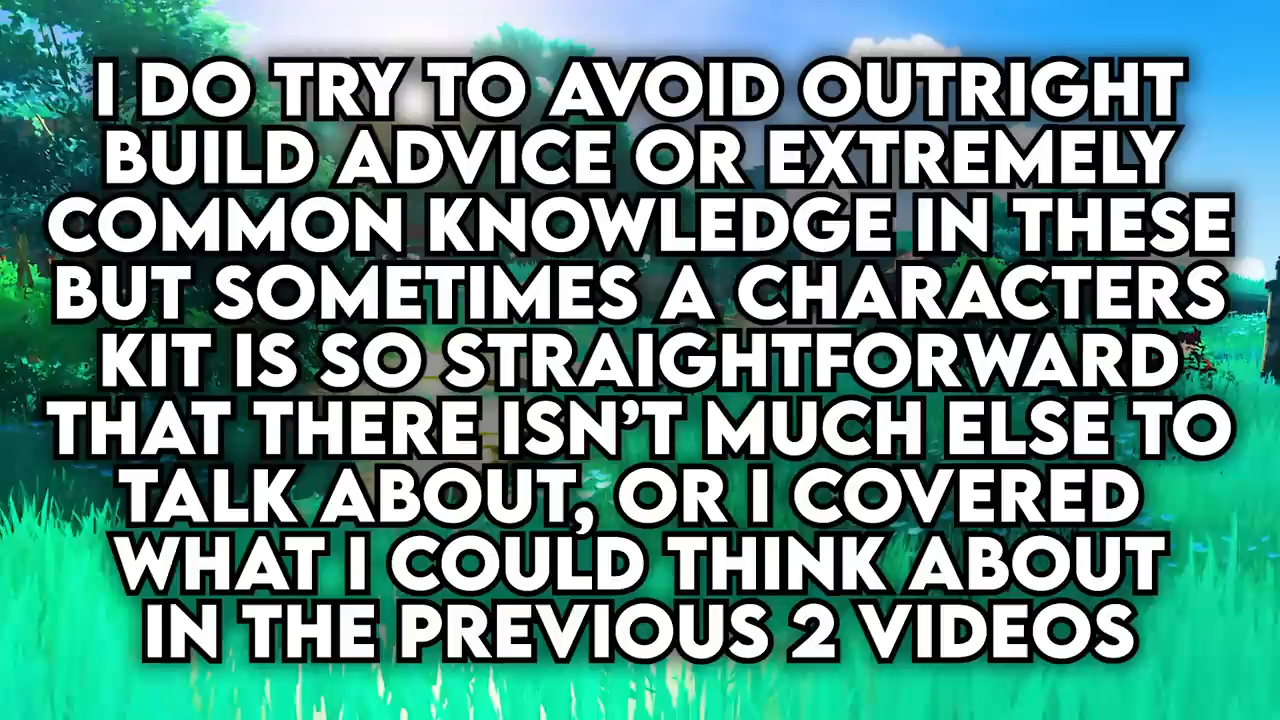 I DO TRY TO AVOID OUTRIGHT
BUILD ADVICE OR EXTREMELY
COMMON KNOWLEDGE IN THESE
BUT SOMETIMES A CHARACTERS
KIT IS SO STRAIGHTFORWARD
THAT THERE ISN’T MUCH ELSE TO
TALK ABOUT, OR I COVERED
WHAT I COULD THINK ABOUT
IN THE PREVIOUS 2 VIDEOS